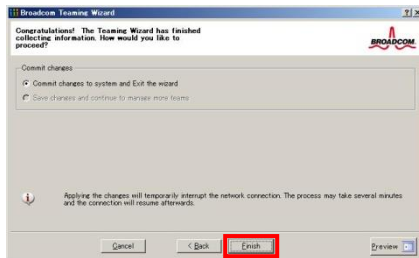 Broadcom Teaming Wizard
Congratulations! The Teaming Wizard has finished
collecting information. How would you like to
proceed?
BROADCOM
Commit changes
Commit changes to system and Exit the wizard
Save changes and continue to manage more teams
Applying the changes will temporarily interrupt the network connection. The process may take several minutes
and the connection will resume afterwards.
Cancel
< Back
Finish
Preview